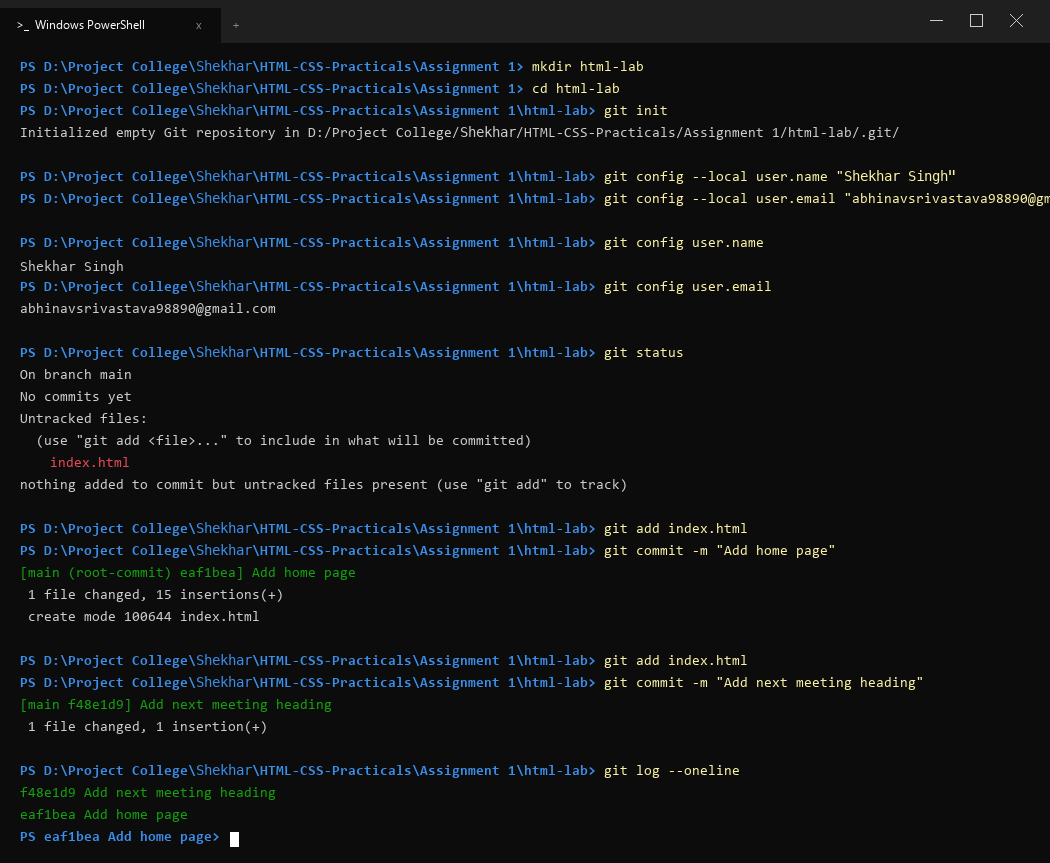 >_ Windows PowerShell x +
PS D:\Project College\Shekhar\HTML-CSS-Practicals\Assignment 1> mkdir html-lab
PS D:\Project College\Shekhar\HTML-CSS-Practicals\Assignment 1> cd html-lab
PS D:\Project College\Shekhar\HTML-CSS-Practicals\Assignment 1\html-lab> git init
Initialized empty Git repository in D:/Project College/Shekhar/HTML-CSS-Practicals/Assignment 1/html-lab/.git/
PS D:\Project College\Shekhar\HTML-CSS-Practicals\Assignment 1\html-lab> git config --local user.name "Shekhar Singh"
PS D:\Project College\Shekhar\HTML-CSS-Practicals\Assignment 1\html-lab> git config --local user.email "abhinavsrivastava98890@gm
PS D:\Project College\Shekhar\HTML-CSS-Practicals\Assignment 1\html-lab> git config user.name
Shekhar Singh
PS D:\Project College\Shekhar\HTML-CSS-Practicals\Assignment 1\html-lab> git config user.email
abhinavsrivastava98890@gmail.com
PS D:\Project College\Shekhar\HTML-CSS-Practicals\Assignment 1\html-lab> git status
On branch main
No commits yet
Untracked files:
  (use "git add <file>..." to include in what will be committed)
    index.html
nothing added to commit but untracked files present (use "git add" to track)
PS D:\Project College\Shekhar\HTML-CSS-Practicals\Assignment 1\html-lab> git add index.html
PS D:\Project College\Shekhar\HTML-CSS-Practicals\Assignment 1\html-lab> git commit -m "Add home page"
[main (root-commit) eaf1bea] Add home page
 1 file changed, 15 insertions(+)
 create mode 100644 index.html
PS D:\Project College\Shekhar\HTML-CSS-Practicals\Assignment 1\html-lab> git add index.html
PS D:\Project College\Shekhar\HTML-CSS-Practicals\Assignment 1\html-lab> git commit -m "Add next meeting heading"
[main f48e1d9] Add next meeting heading
 1 file changed, 1 insertion(+)
PS D:\Project College\Shekhar\HTML-CSS-Practicals\Assignment 1\html-lab> git log --oneline
f48e1d9 Add next meeting heading
eaf1bea Add home page
PS eaf1bea Add home page>